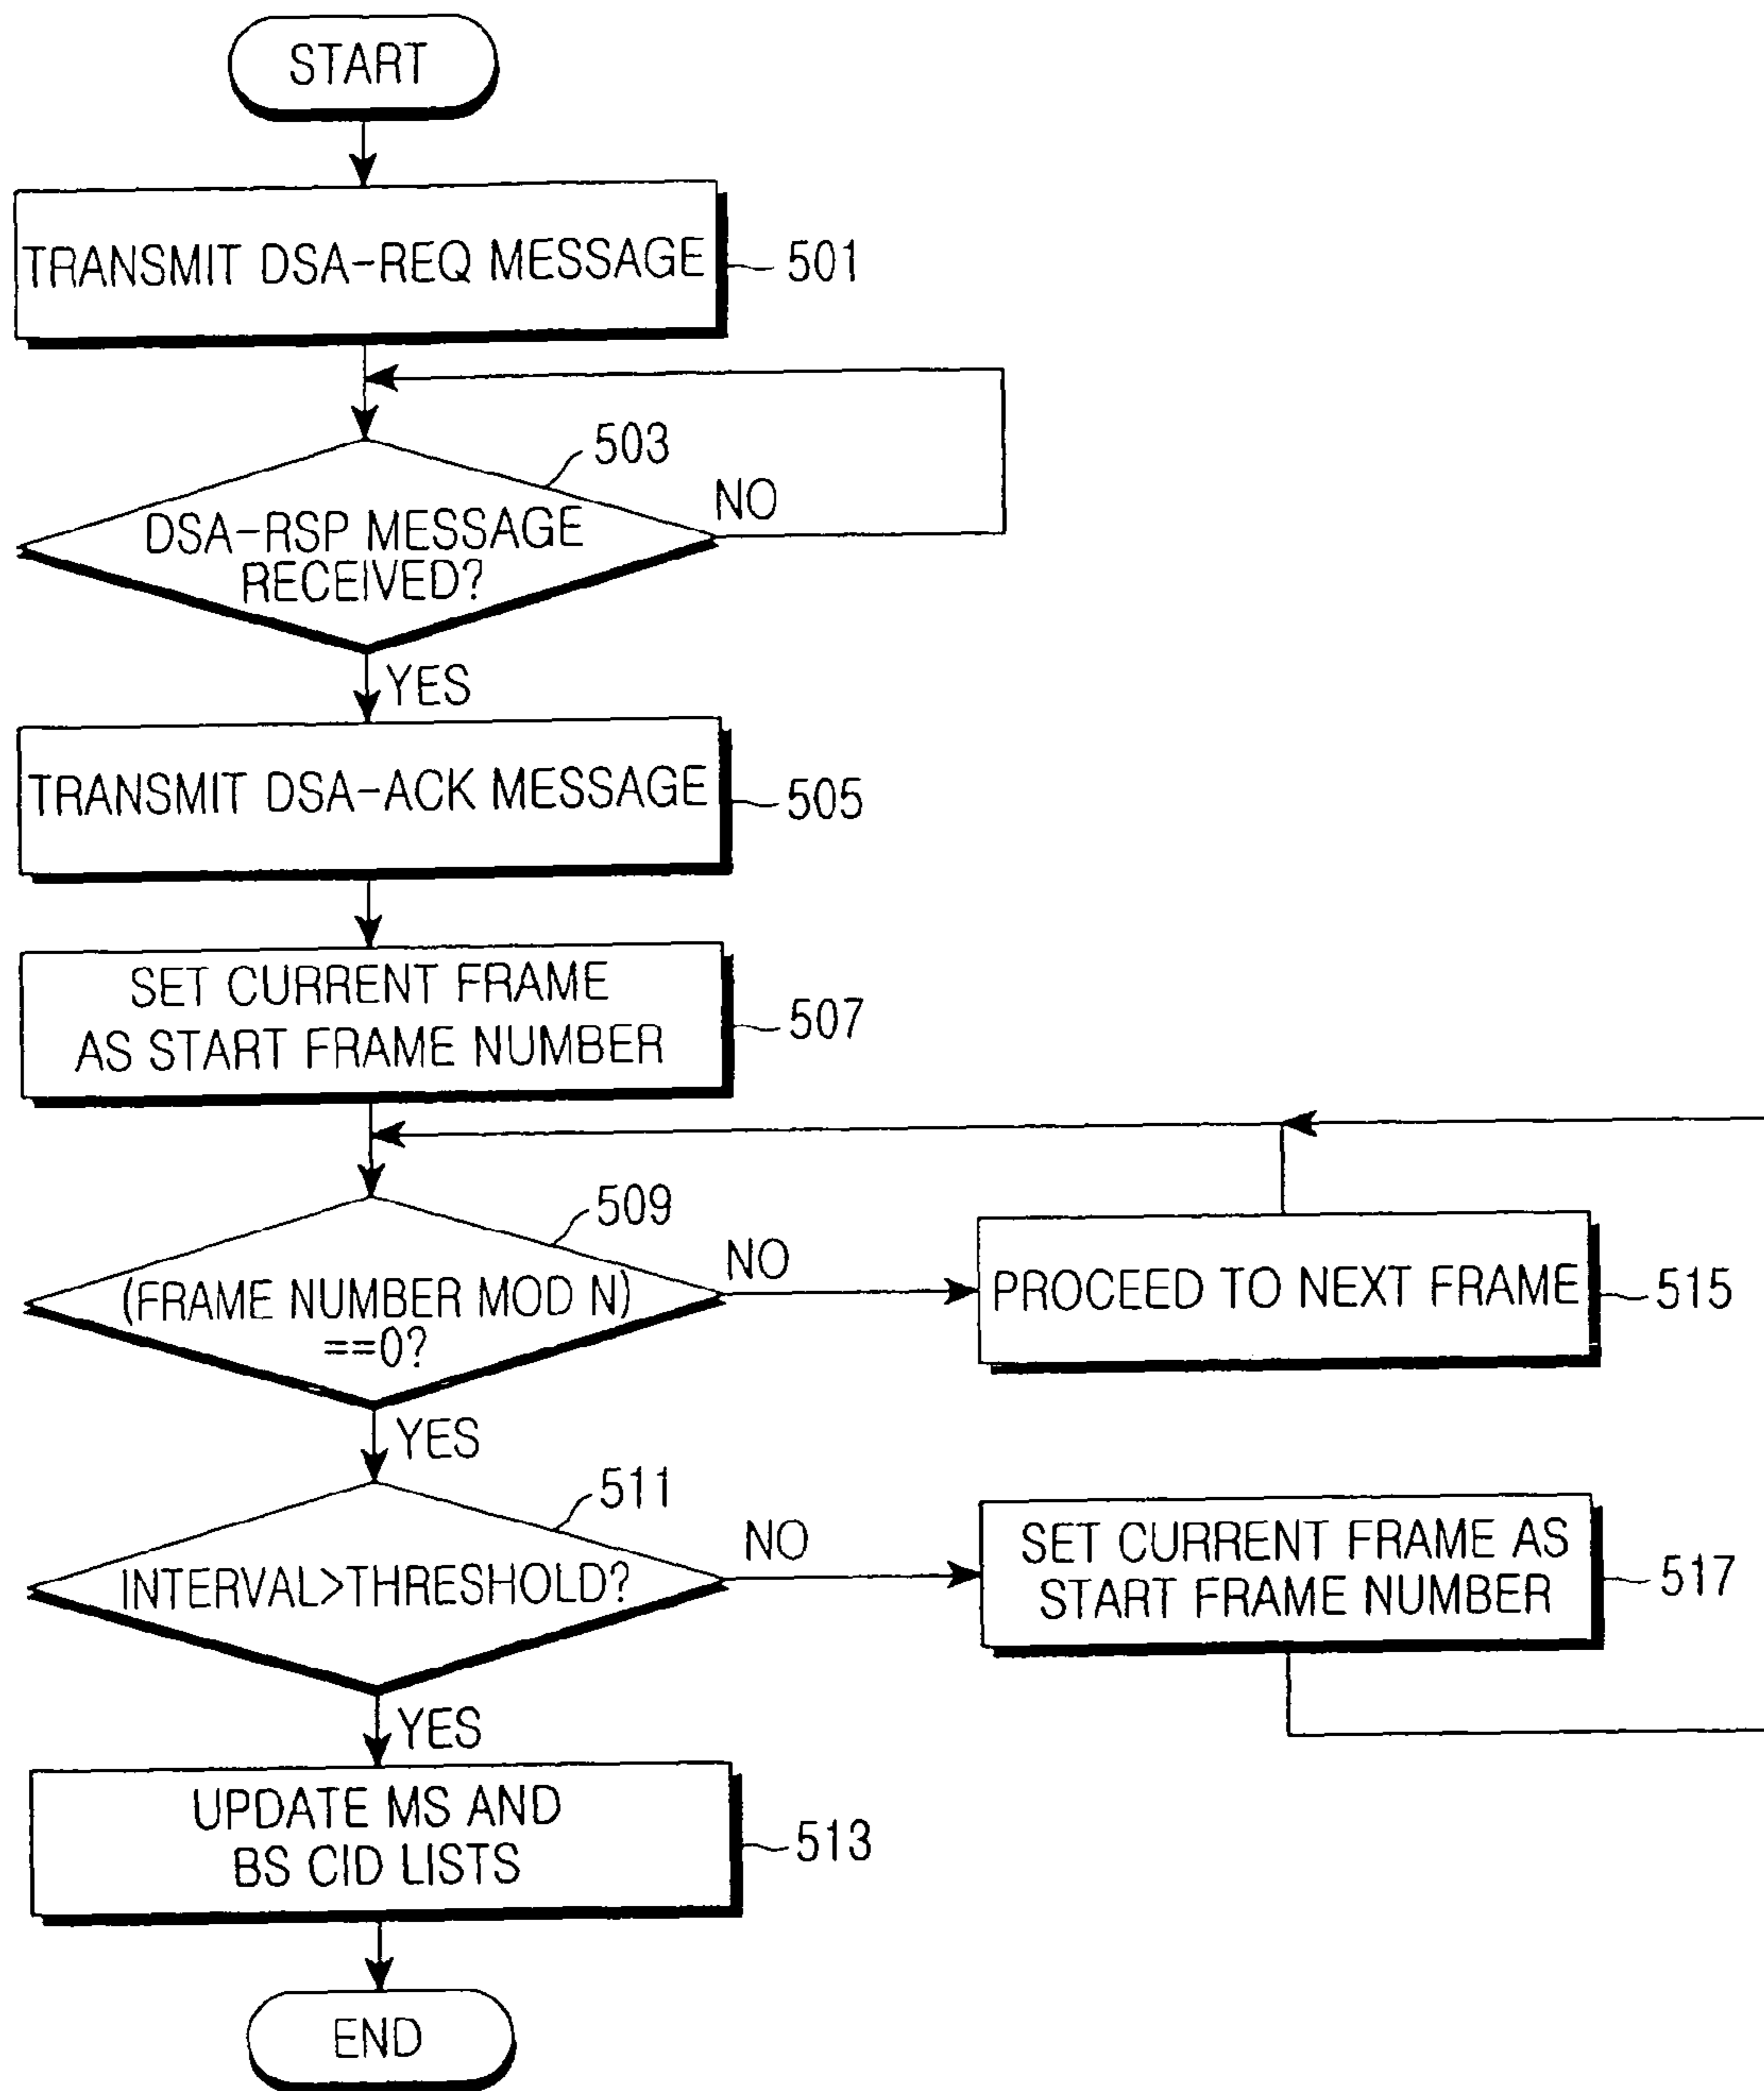 START
TRANSMIT DSA-REQ MESSAGE
501
503
NO
DSA-RSP MESSAGE
RECEIVED?
YES
TRANSMIT DSA-ACK MESSAGE
505
SET CURRENT FRAME
AS START FRAME NUMBER
507
509
NO
(FRAME NUMBER MOD N)
==0?
PROCEED TO NEXT FRAME
515
YES
511
NO
INTERVAL>THRESHOLD?
SET CURRENT FRAME AS
START FRAME NUMBER
517
YES
UPDATE MS AND
BS CID LISTS
513
END